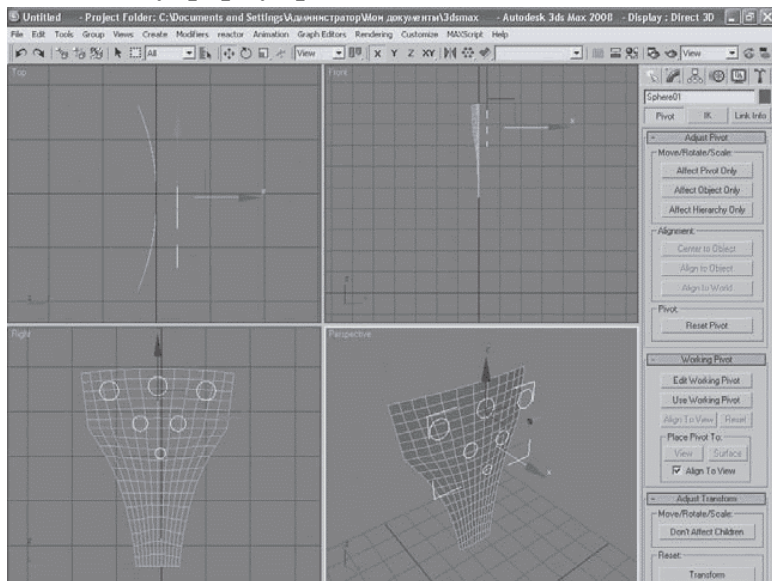 Untitled - Project Folder: C:\Documents and Settings\Администратор\Мои документы\3dsmax - Autodesk 3ds Max 2008 - Display : Direct 3D
File Edit Tools Group Views Create Modifiers reactor Animation Graph Editors Rendering Customize MAXScript Help
All View X Y Z XY View
Top
Front
Sphere01
Pivot IK Link Info
- Adjust Pivot
Move/Rotate/Scale:
Affect Pivot Only
Affect Object Only
Affect Hierarchy Only
Alignment:
Center to Object
Align to Object
Align to World
Pivot:
Reset Pivot
Right
Perspective
- Working Pivot
Edit Working Pivot
Use Working Pivot
Align To View Reset
Place Pivot To:
View Surface
Align To View
- Adjust Transform
Move/Rotate/Scale:
Don't Affect Children
Reset:
Transform